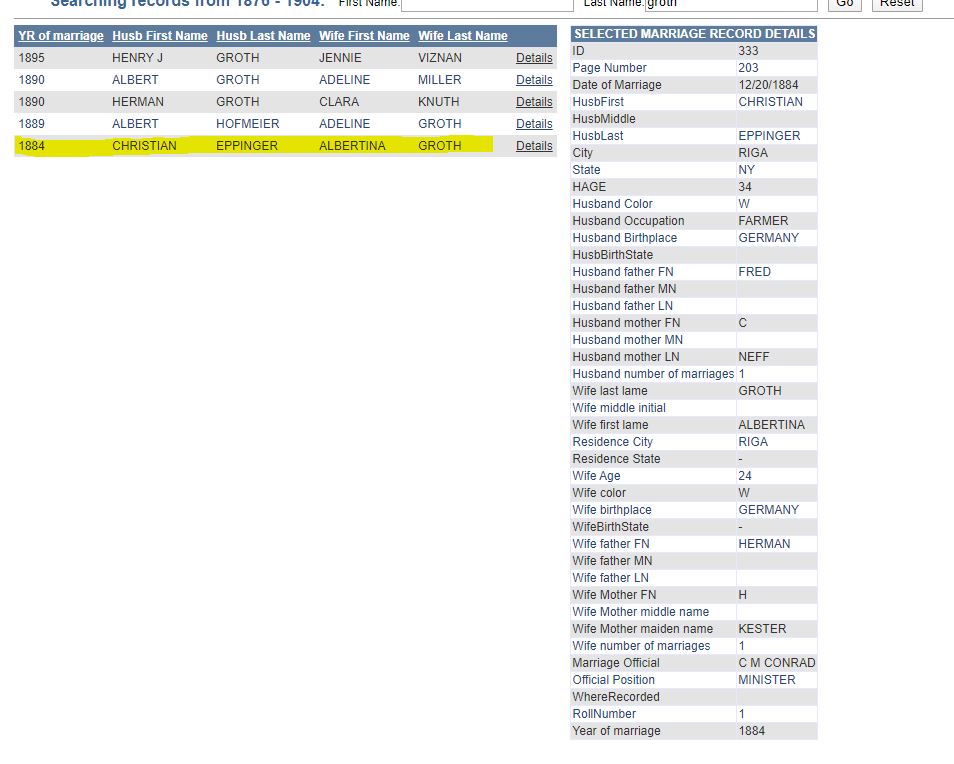 Searching records from 1876 - 1904: First Name: Last Name: groth Go Reset
YR of marriage Husb First Name Husb Last Name Wife First Name Wife Last Name
1895 HENRY J GROTH JENNIE VIZNAN Details
1890 ALBERT GROTH ADELINE MILLER Details
1890 HERMAN GROTH CLARA KNUTH Details
1889 ALBERT HOFMEIER ADELINE GROTH Details
1884 CHRISTIAN EPPINGER ALBERTINA GROTH Details
SELECTED MARRIAGE RECORD DETAILS
ID 333
Page Number 203
Date of Marriage 12/20/1884
HusbFirst CHRISTIAN
HusbMiddle
HusbLast EPPINGER
City RIGA
State NY
HAGE 34
Husband Color W
Husband Occupation FARMER
Husband Birthplace GERMANY
HusbBirthState
Husband father FN FRED
Husband father MN
Husband father LN
Husband mother FN C
Husband mother MN
Husband mother LN NEFF
Husband number of marriages 1
Wife last lame GROTH
Wife middle initial
Wife first lame ALBERTINA
Residence City RIGA
Residence State -
Wife Age 24
Wife color W
Wife birthplace GERMANY
WifeBirthState -
Wife father FN HERMAN
Wife father MN
Wife father LN
Wife Mother FN H
Wife Mother middle name
Wife Mother maiden name KESTER
Wife number of marriages 1
Marriage Official C M CONRAD
Official Position MINISTER
WhereRecorded
RollNumber 1
Year of marriage 1884